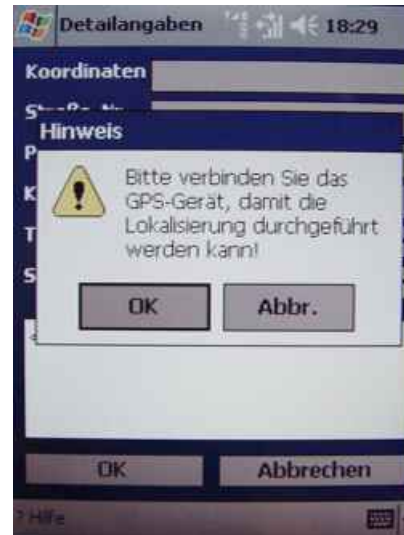 Detailangaben 18:29
Koordinaten
Hinweis
P
K
T
S
Bitte verbinden Sie das
GPS-Gerät, damit die
Lokalisierung durchgeführt
werden kann!
OK Abbr.
OK Abbrechen
? Hilfe